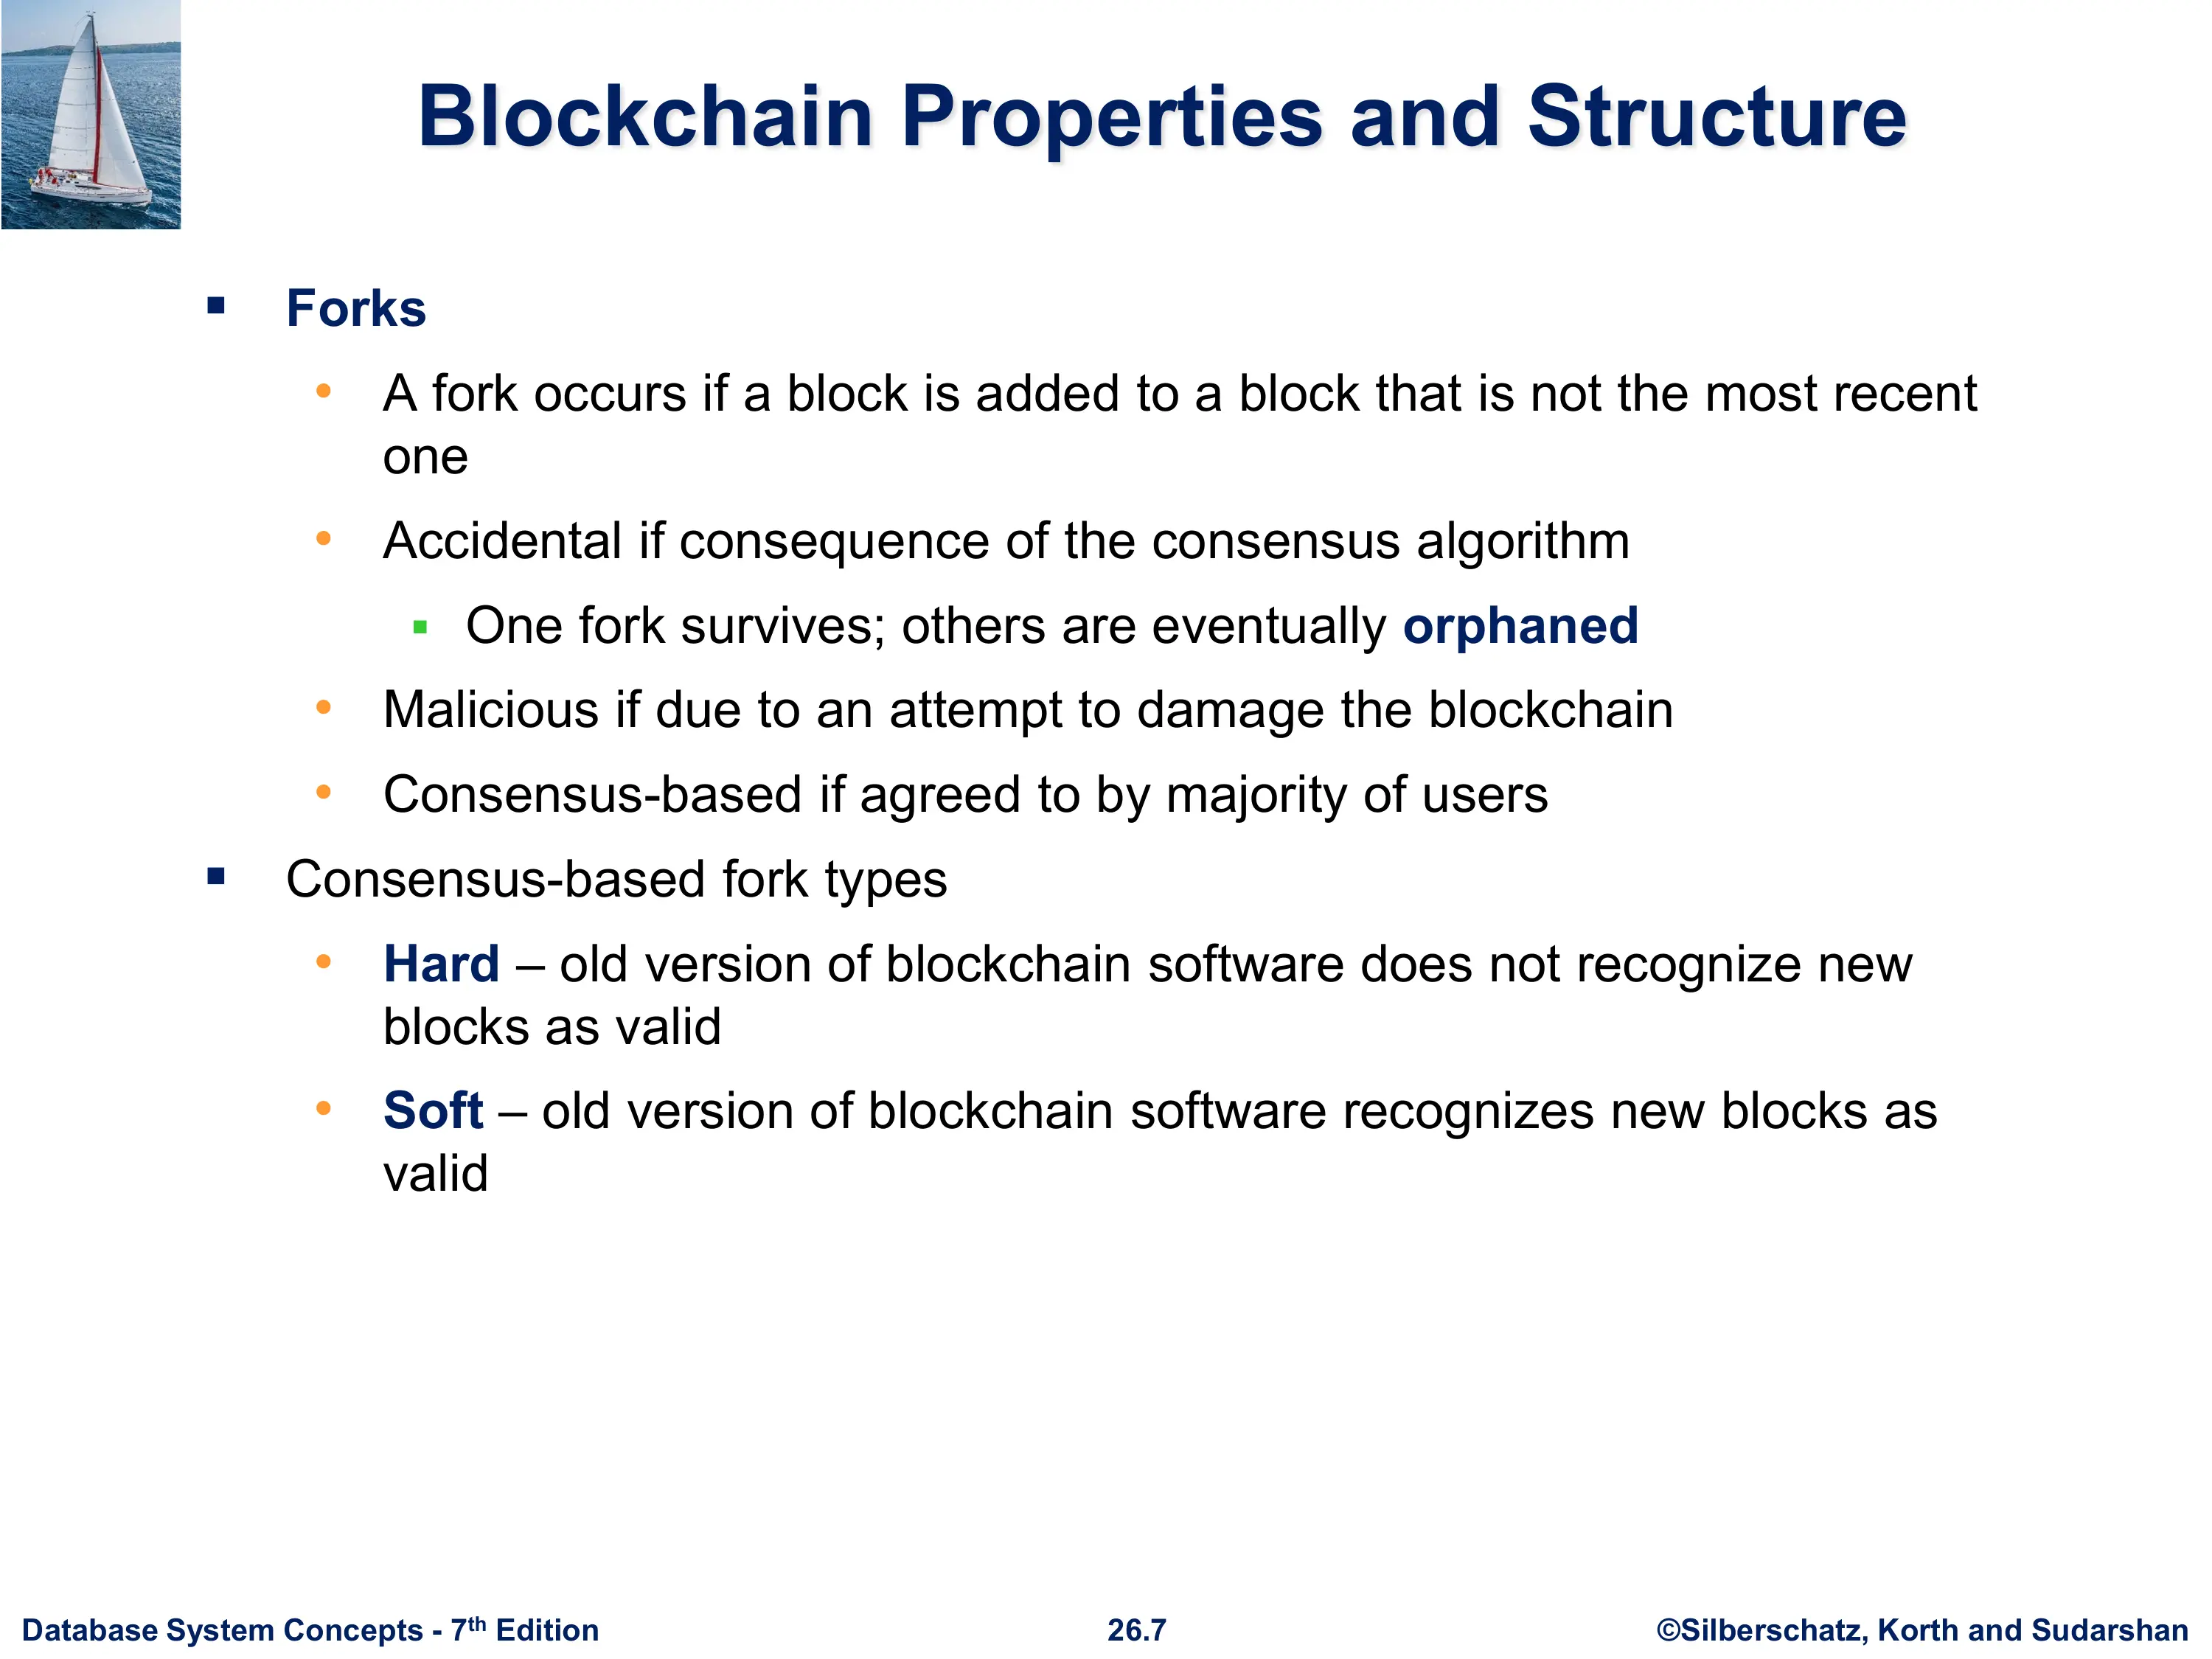 Blockchain Properties and Structure
Forks
A fork occurs if a block is added to a block that is not the most recent
one
Accidental if consequence of the consensus algorithm
One fork survives; others are eventually orphaned
Malicious if due to an attempt to damage the blockchain
Consensus-based if agreed to by majority of users
Consensus-based fork types
Hard – old version of blockchain software does not recognize new
blocks as valid
Soft – old version of blockchain software recognizes new blocks as
valid
Database System Concepts - 7th Edition
26.7
©Silberschatz, Korth and Sudarshan